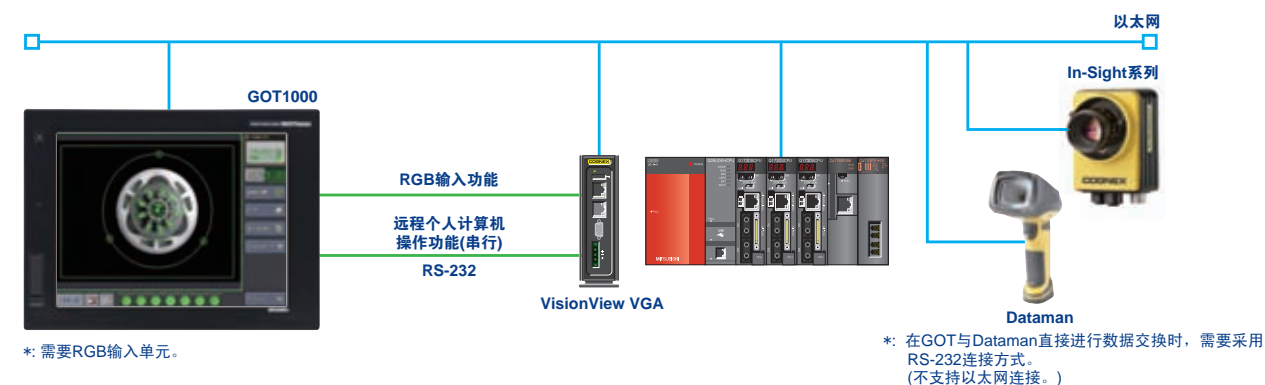 以太网
In-Sight系列
GOT1000
COGNEX
RGB输入功能
远程个人计算机
操作功能(串行)
RS-232
VisionView VGA
MITSUBISHI
COGNEX
Dataman
*: 需要RGB输入单元。
*: 在GOT与Dataman直接进行数据交换时，需要采用
RS-232连接方式。
(不支持以太网连接。)